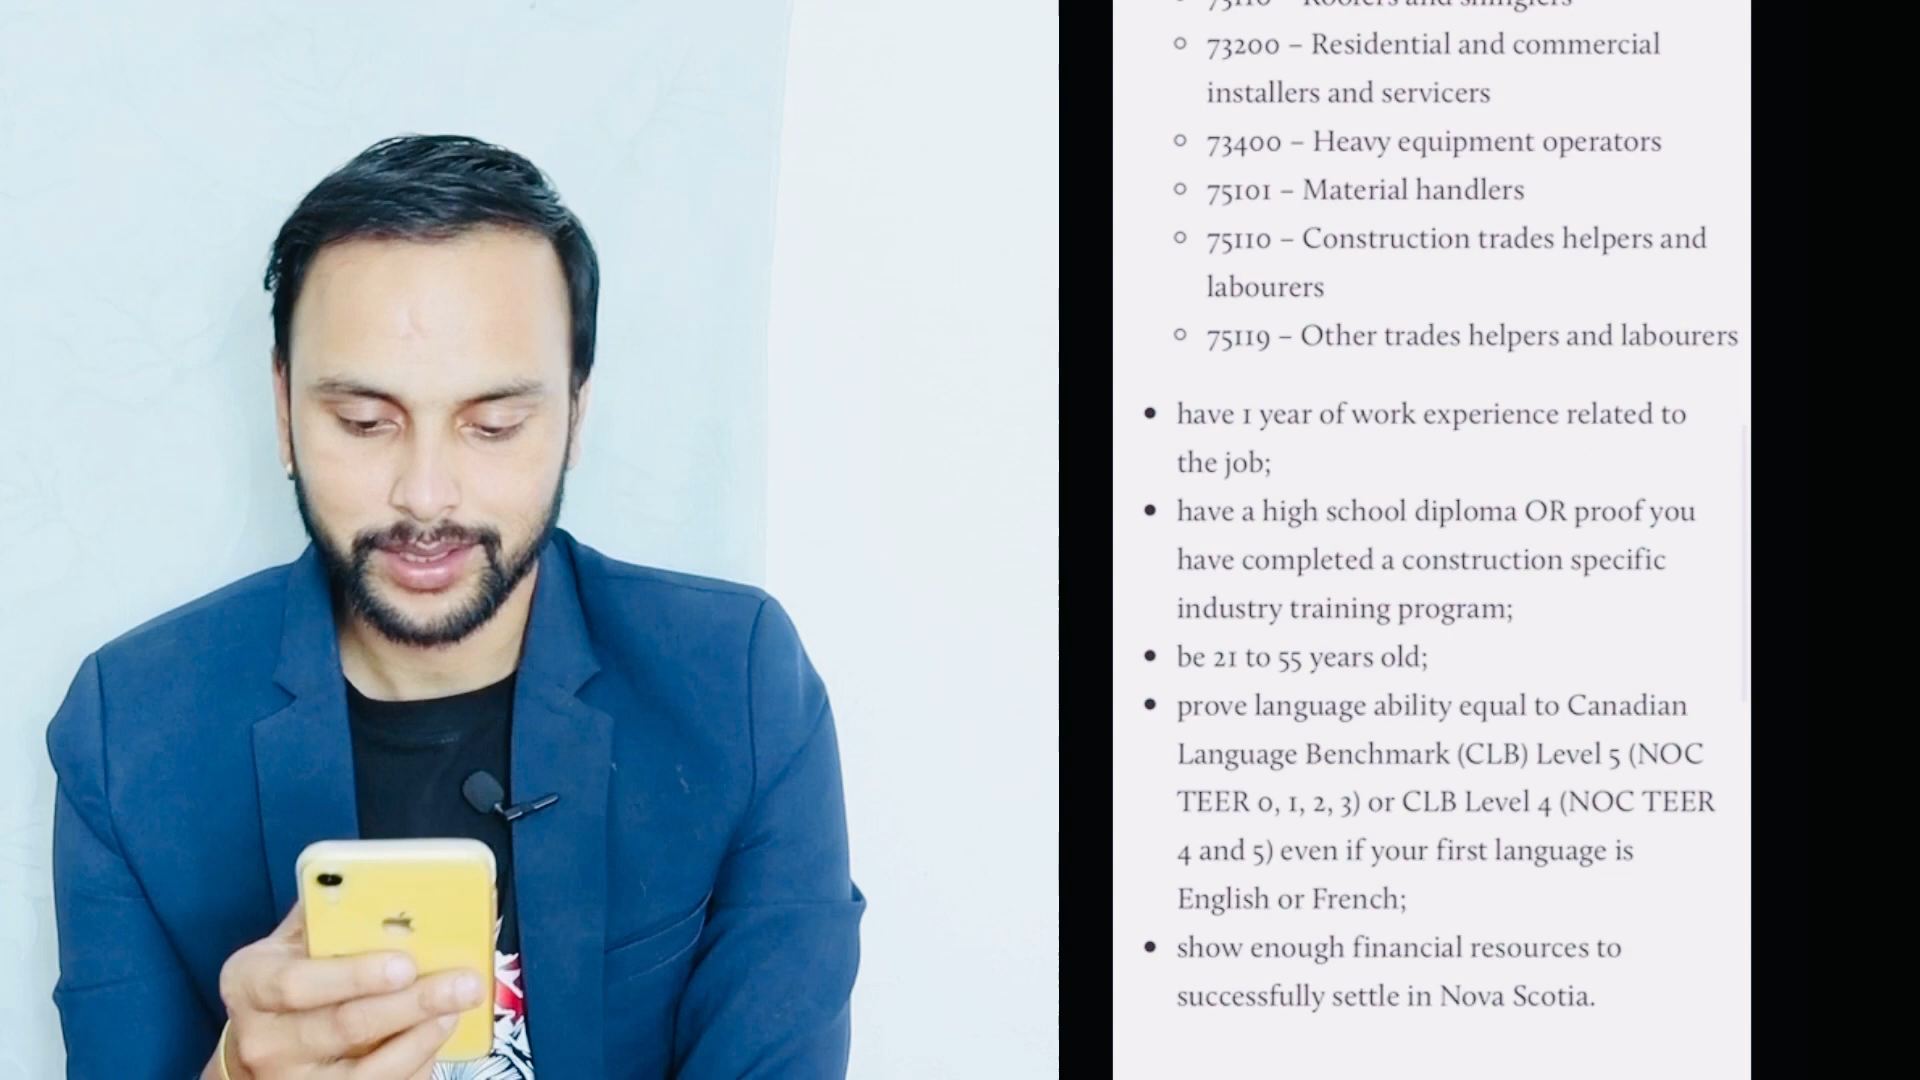 73110 – Roofers and shinglers
73200 – Residential and commercial
installers and servicers
73400 – Heavy equipment operators
75101 – Material handlers
75110 – Construction trades helpers and
labourers
75119 – Other trades helpers and labourers
have 1 year of work experience related to
the job;
have a high school diploma OR proof you
have completed a construction specific
industry training program;
be 21 to 55 years old;
prove language ability equal to Canadian
Language Benchmark (CLB) Level 5 (NOC
TEER 0, 1, 2, 3) or CLB Level 4 (NOC TEER
4 and 5) even if your first language is
English or French;
show enough financial resources to
successfully settle in Nova Scotia.